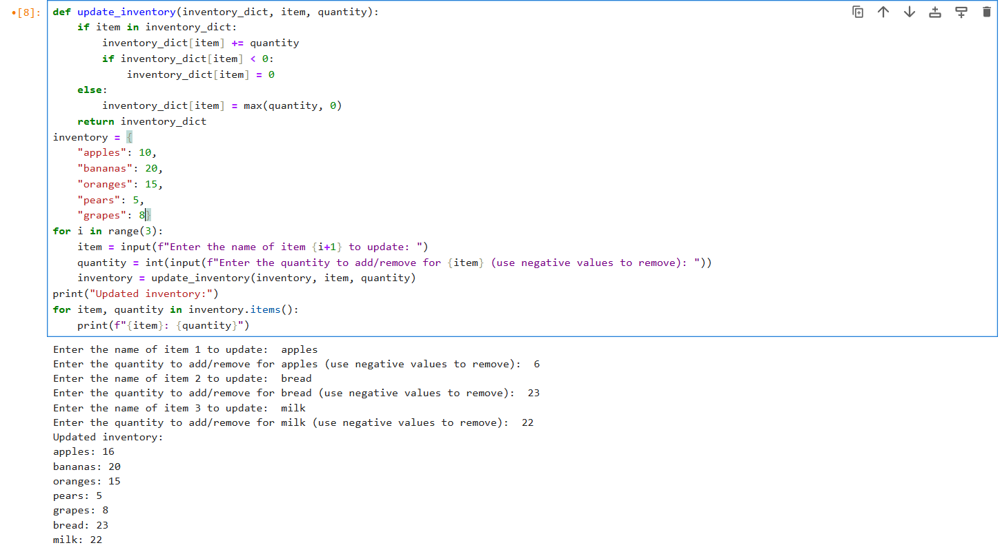 •[8]:
def update_inventory(inventory_dict, item, quantity):
    if item in inventory_dict:
        inventory_dict[item] += quantity
        if inventory_dict[item] < 0:
            inventory_dict[item] = 0
    else:
        inventory_dict[item] = max(quantity, 0)
    return inventory_dict
inventory = {
    "apples": 10,
    "bananas": 20,
    "oranges": 15,
    "pears": 5,
    "grapes": 8}
for i in range(3):
    item = input(f"Enter the name of item {i+1} to update: ")
    quantity = int(input(f"Enter the quantity to add/remove for {item} (use negative values to remove): "))
    inventory = update_inventory(inventory, item, quantity)
print("Updated inventory:")
for item, quantity in inventory.items():
    print(f"{item}: {quantity}")
Enter the name of item 1 to update:  apples
Enter the quantity to add/remove for apples (use negative values to remove):  6
Enter the name of item 2 to update:  bread
Enter the quantity to add/remove for bread (use negative values to remove):  23
Enter the name of item 3 to update:  milk
Enter the quantity to add/remove for milk (use negative values to remove):  22
Updated inventory:
apples: 16
bananas: 20
oranges: 15
pears: 5
grapes: 8
bread: 23
milk: 22